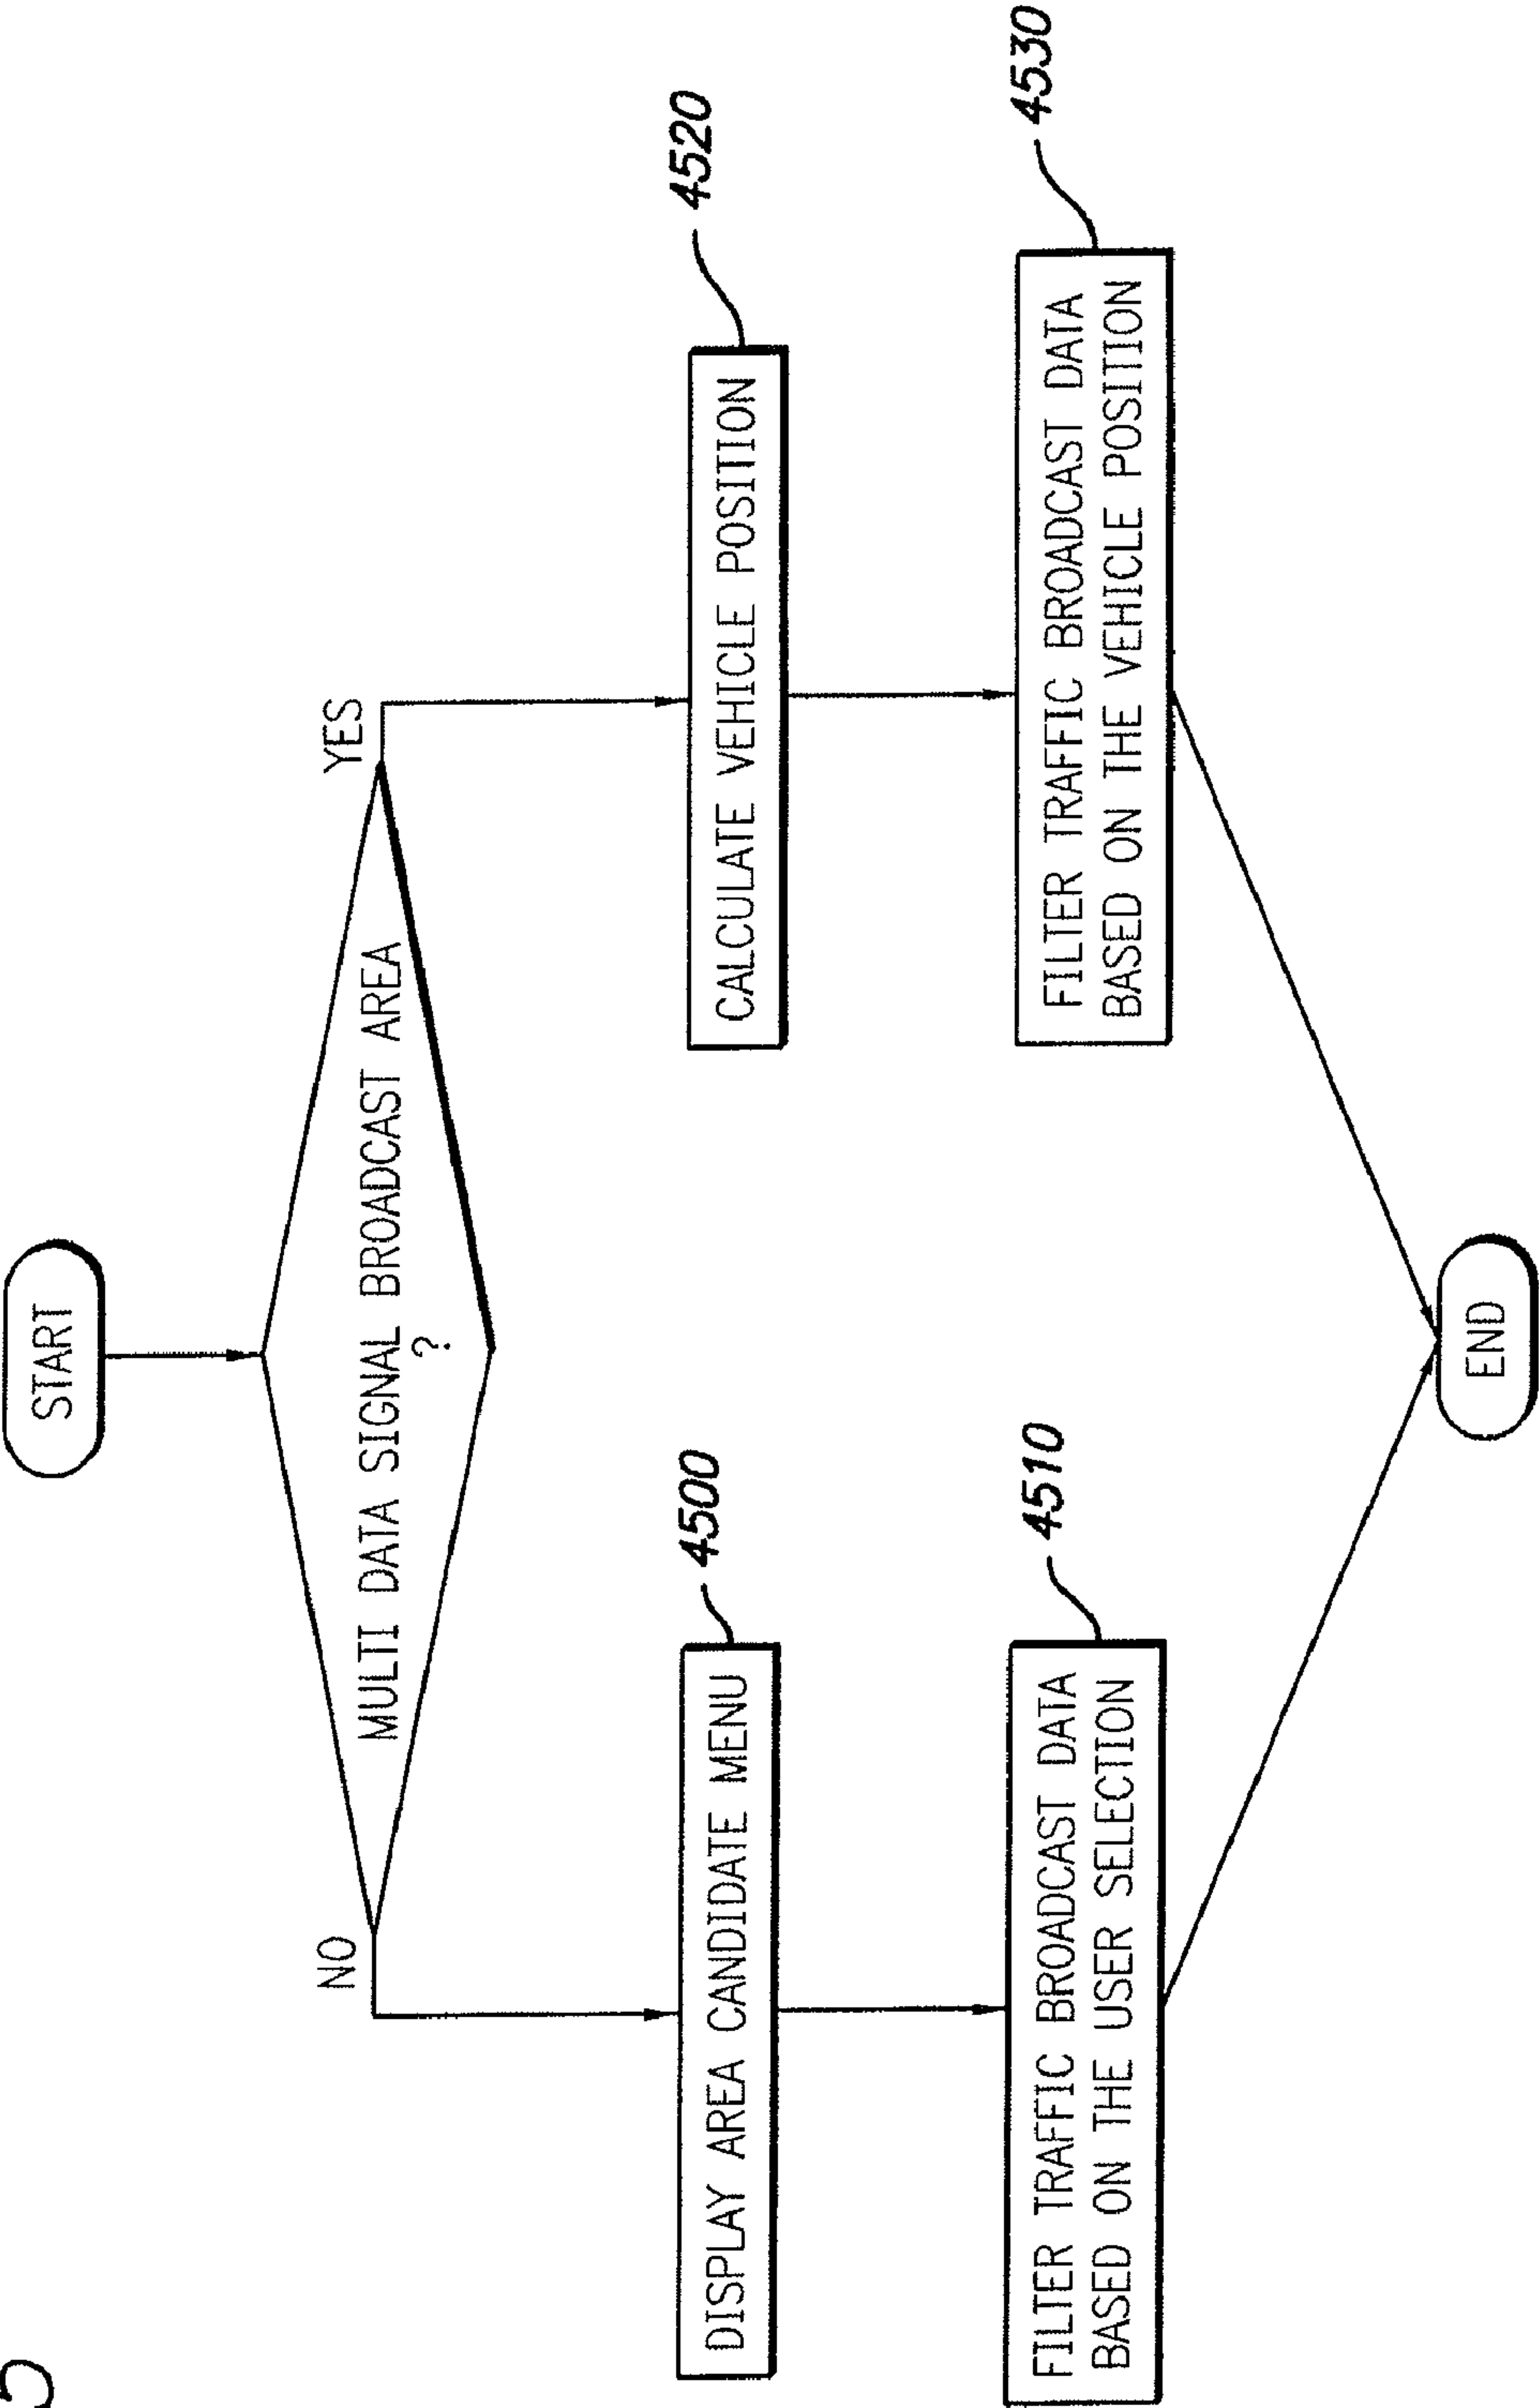 5
START
MULTI DATA SIGNAL BROADCAST AREA
?
NO
YES
DISPLAY AREA CANDIDATE MENU
4500
CALCULATE VEHICLE POSITION
4520
FILTER TRAFFIC BROADCAST DATA
BASED ON THE USER SELECTION
4510
FILTER TRAFFIC BROADCAST DATA
BASED ON THE VEHICLE POSITION
4530
END